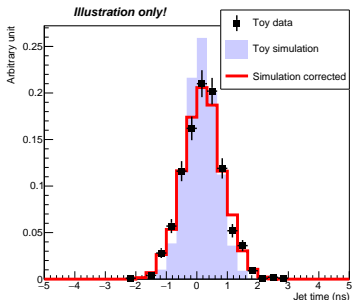 Illustration only!
Toy data
Toy simulation
Simulation corrected
Arbitrary unit
0.25
0.2
0.15
0.1
0.05
0
−5 −4 −3 −2 −1 0 1 2 3 4 5
Jet time (ns)